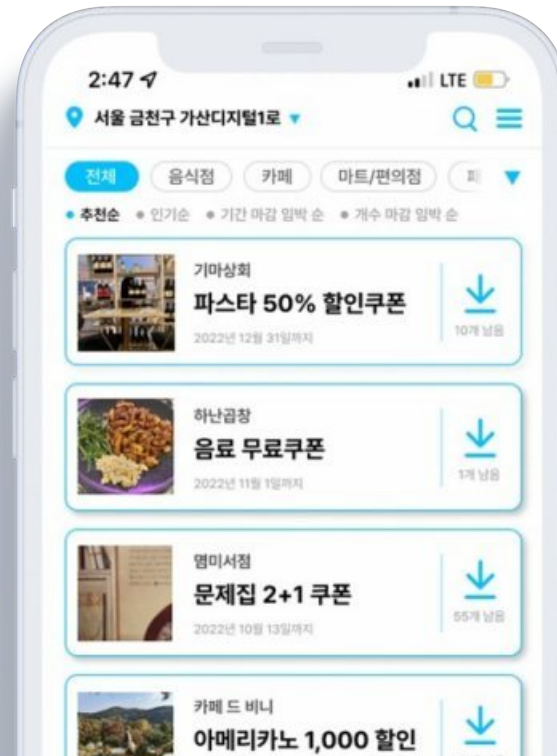 2:47
LTE
서울 금천구 가산디지털1로
전체 음식점 카페 마트/편의점
추천순 인기순 기간 마감 임박 순 개수 마감 임박 순
기마상회
파스타 50% 할인쿠폰
2022년 12월 31일까지
10개 남음
하난곱창
음료 무료쿠폰
2022년 11월 1일까지
1개 남음
명미서점
문제집 2+1 쿠폰
2022년 10월 13일까지
55개 남음
카페 드 비니
아메리카노 1,000 할인